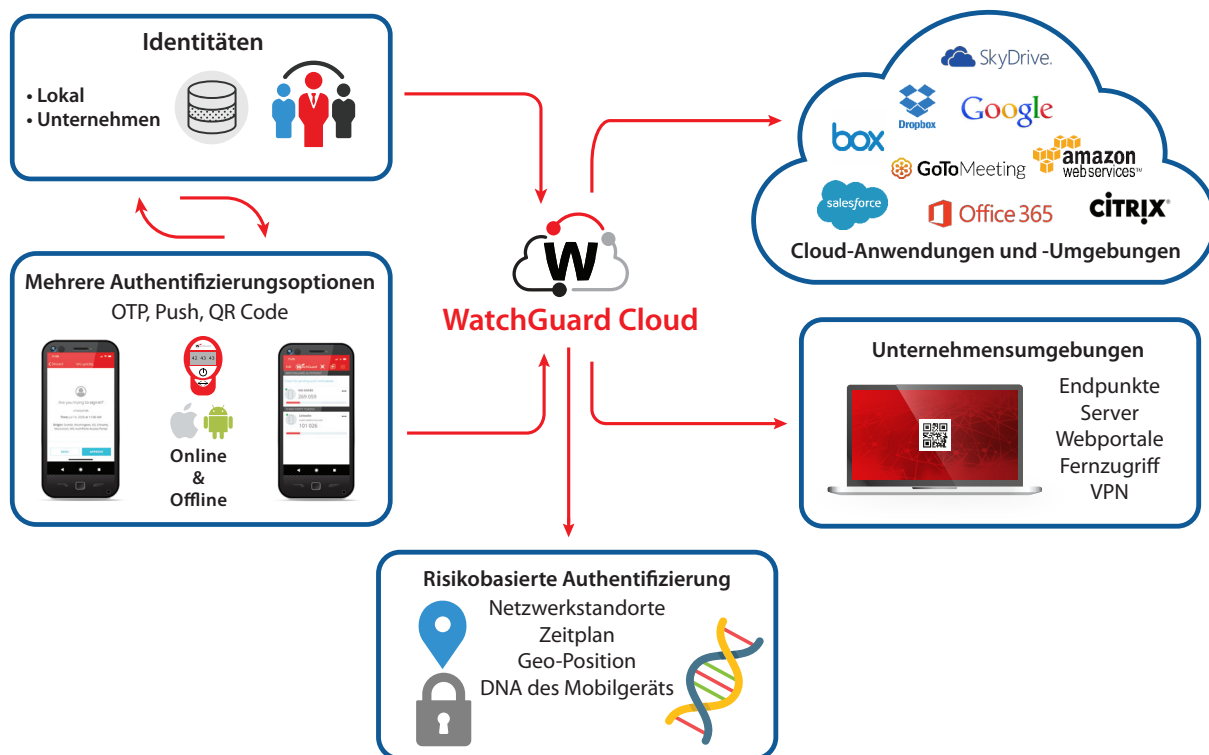 Identitäten
• Lokal
• Unternehmen
Mehrere Authentifizierungsoptionen
OTP, Push, QR Code
Online
&
Offline
W
WatchGuard Cloud
SkyDrive.
Dropbox
Google
box
GoToMeeting
amazon
web services™
salesforce
Office 365
CITRIX®
Cloud-Anwendungen und -Umgebungen
Unternehmensumgebungen
Endpunkte
Server
Webportale
Fernzugriff
VPN
Risikobasierte Authentifizierung
Netzwerkstandorte
Zeitplan
Geo-Position
DNA des Mobilgeräts